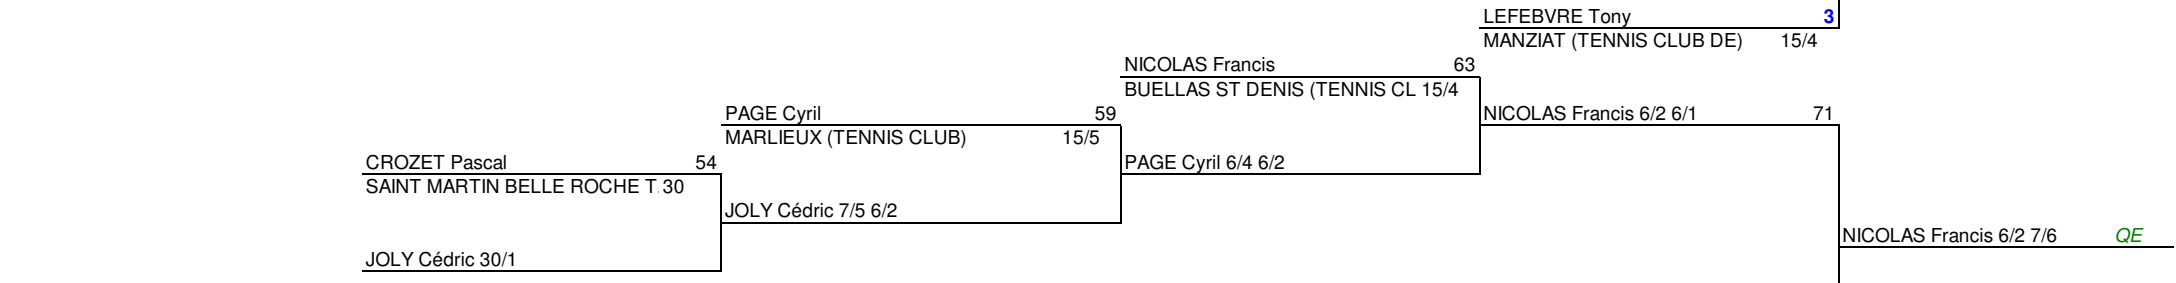 LEFEBVRE Tony 3
MANZIAT (TENNIS CLUB DE) 15/4
NICOLAS Francis 63
BUELLAS ST DENIS (TENNIS CL 15/4
PAGE Cyril 59
NICOLAS Francis 6/2 6/1 71
MARLIEUX (TENNIS CLUB) 15/5
CROZET Pascal 54
PAGE Cyril 6/4 6/2
SAINT MARTIN BELLE ROCHE T. 30
JOLY Cédric 7/5 6/2
NICOLAS Francis 6/2 7/6 QE
JOLY Cédric 30/1